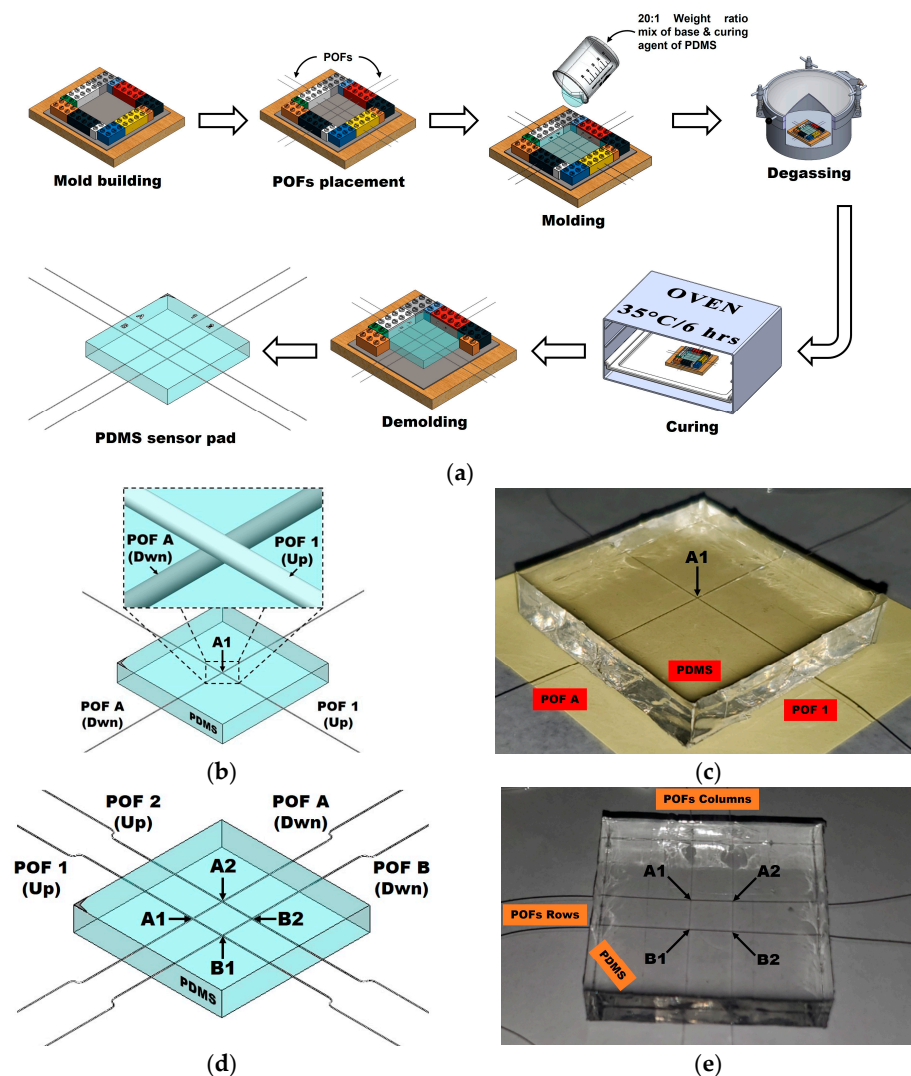 20:1 Weight ratio
mix of base & curing
agent of PDMS
POFs
Mold building
POFs placement
Molding
Degassing
OVEN
35°C/6 hrs
B A 1 2
PDMS sensor pad
Demolding
Curing
(a)
POF A
(Dwn)
POF 1
(Up)
A1
POF A
(Dwn)
PDMS
POF 1
(Up)
(b)
A1
PDMS
POF A
POF 1
(c)
POF 2
(Up)
POF A
(Dwn)
POF 1
(Up)
POF B
(Dwn)
A2
A1
B2
B1
PDMS
(d)
POFs Columns
A1
A2
POFs Rows
B1
B2
PDMS
(e)